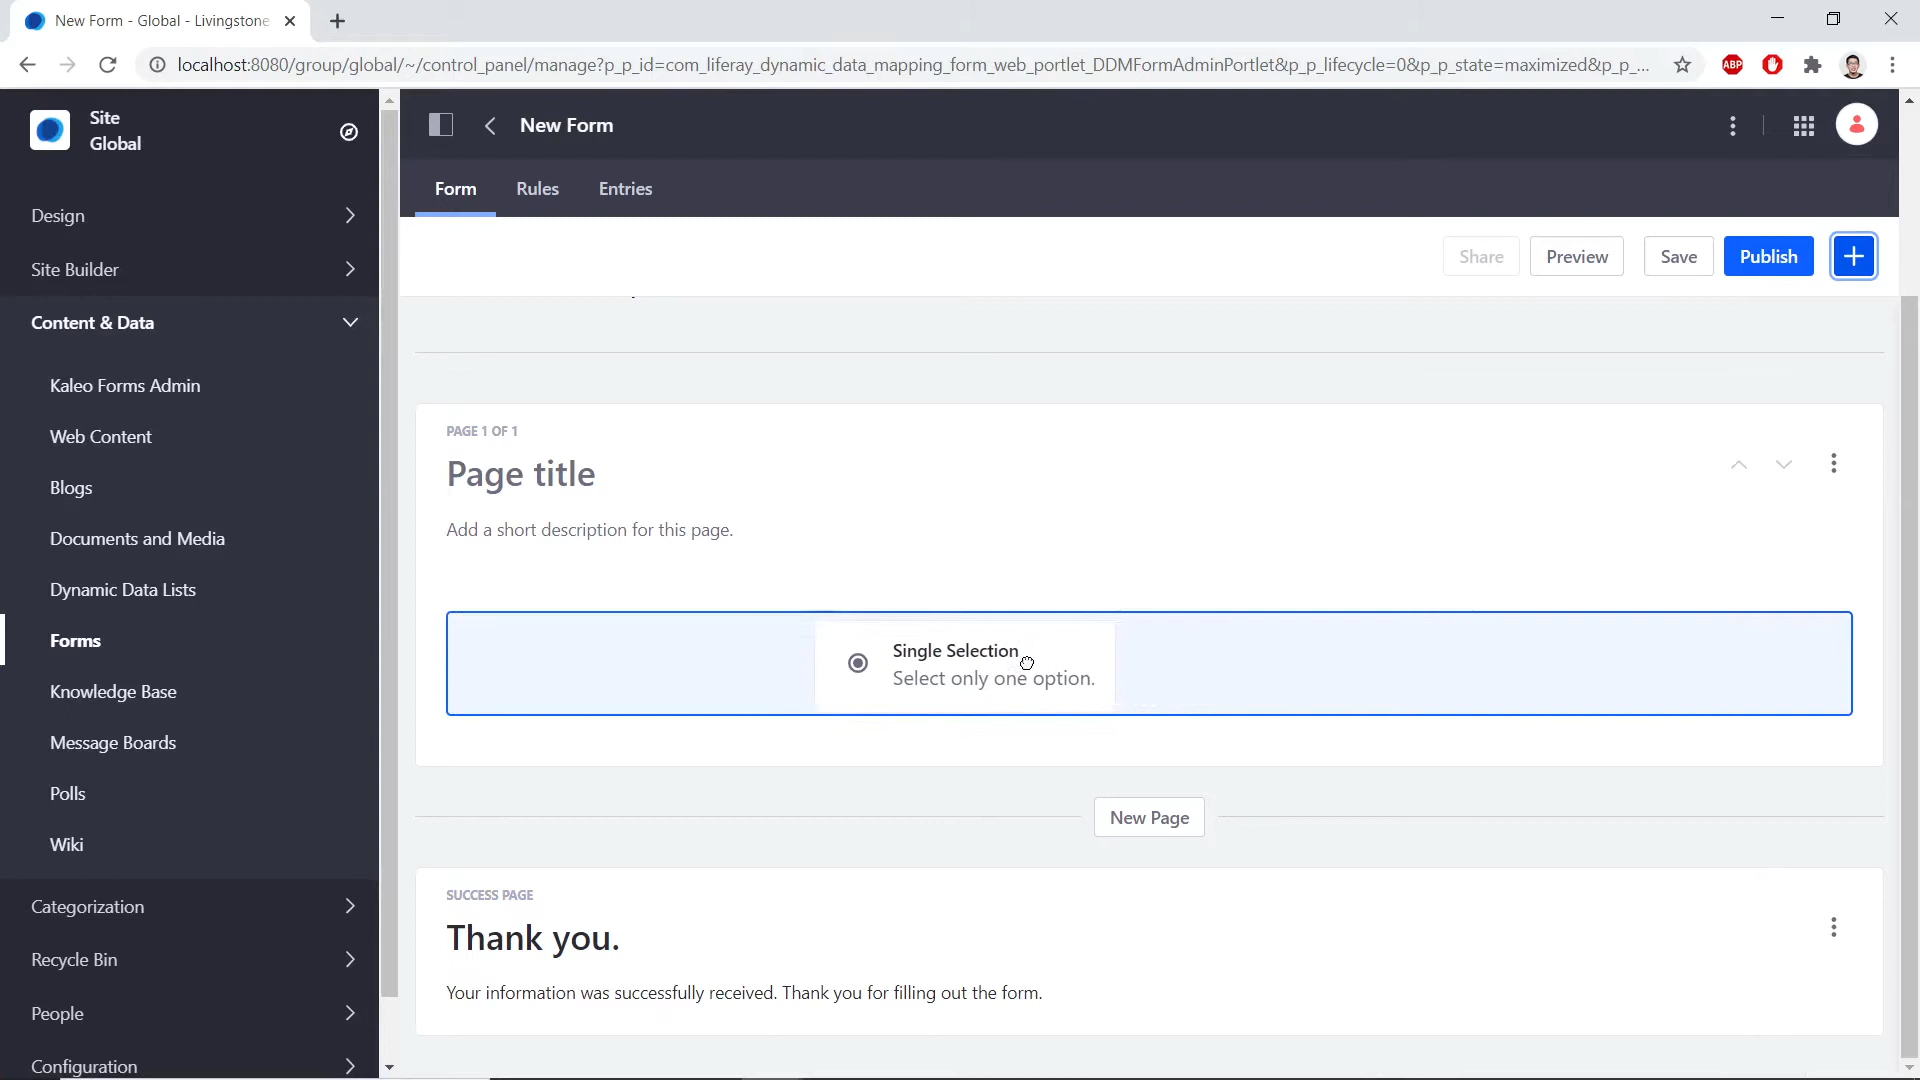 New Form - Global - Livingstone
localhost:8080/group/global/~/control_panel/manage?p_p_id=com_liferay_dynamic_data_mapping_form_web_portlet_DDMFormAdminPortlet&p_p_lifecycle=0&p_p_state=maximized&p_p_...
ABP
Site
Global
New Form
Form Rules Entries
Share Preview Save Publish
Design
Site Builder
Content & Data
Kaleo Forms Admin
Web Content
Blogs
Documents and Media
Dynamic Data Lists
Forms
Knowledge Base
Message Boards
Polls
Wiki
Categorization
Recycle Bin
People
Configuration
PAGE 1 OF 1
Page title
Add a short description for this page.
Single Selection
Select only one option.
New Page
SUCCESS PAGE
Thank you.
Your information was successfully received. Thank you for filling out the form.